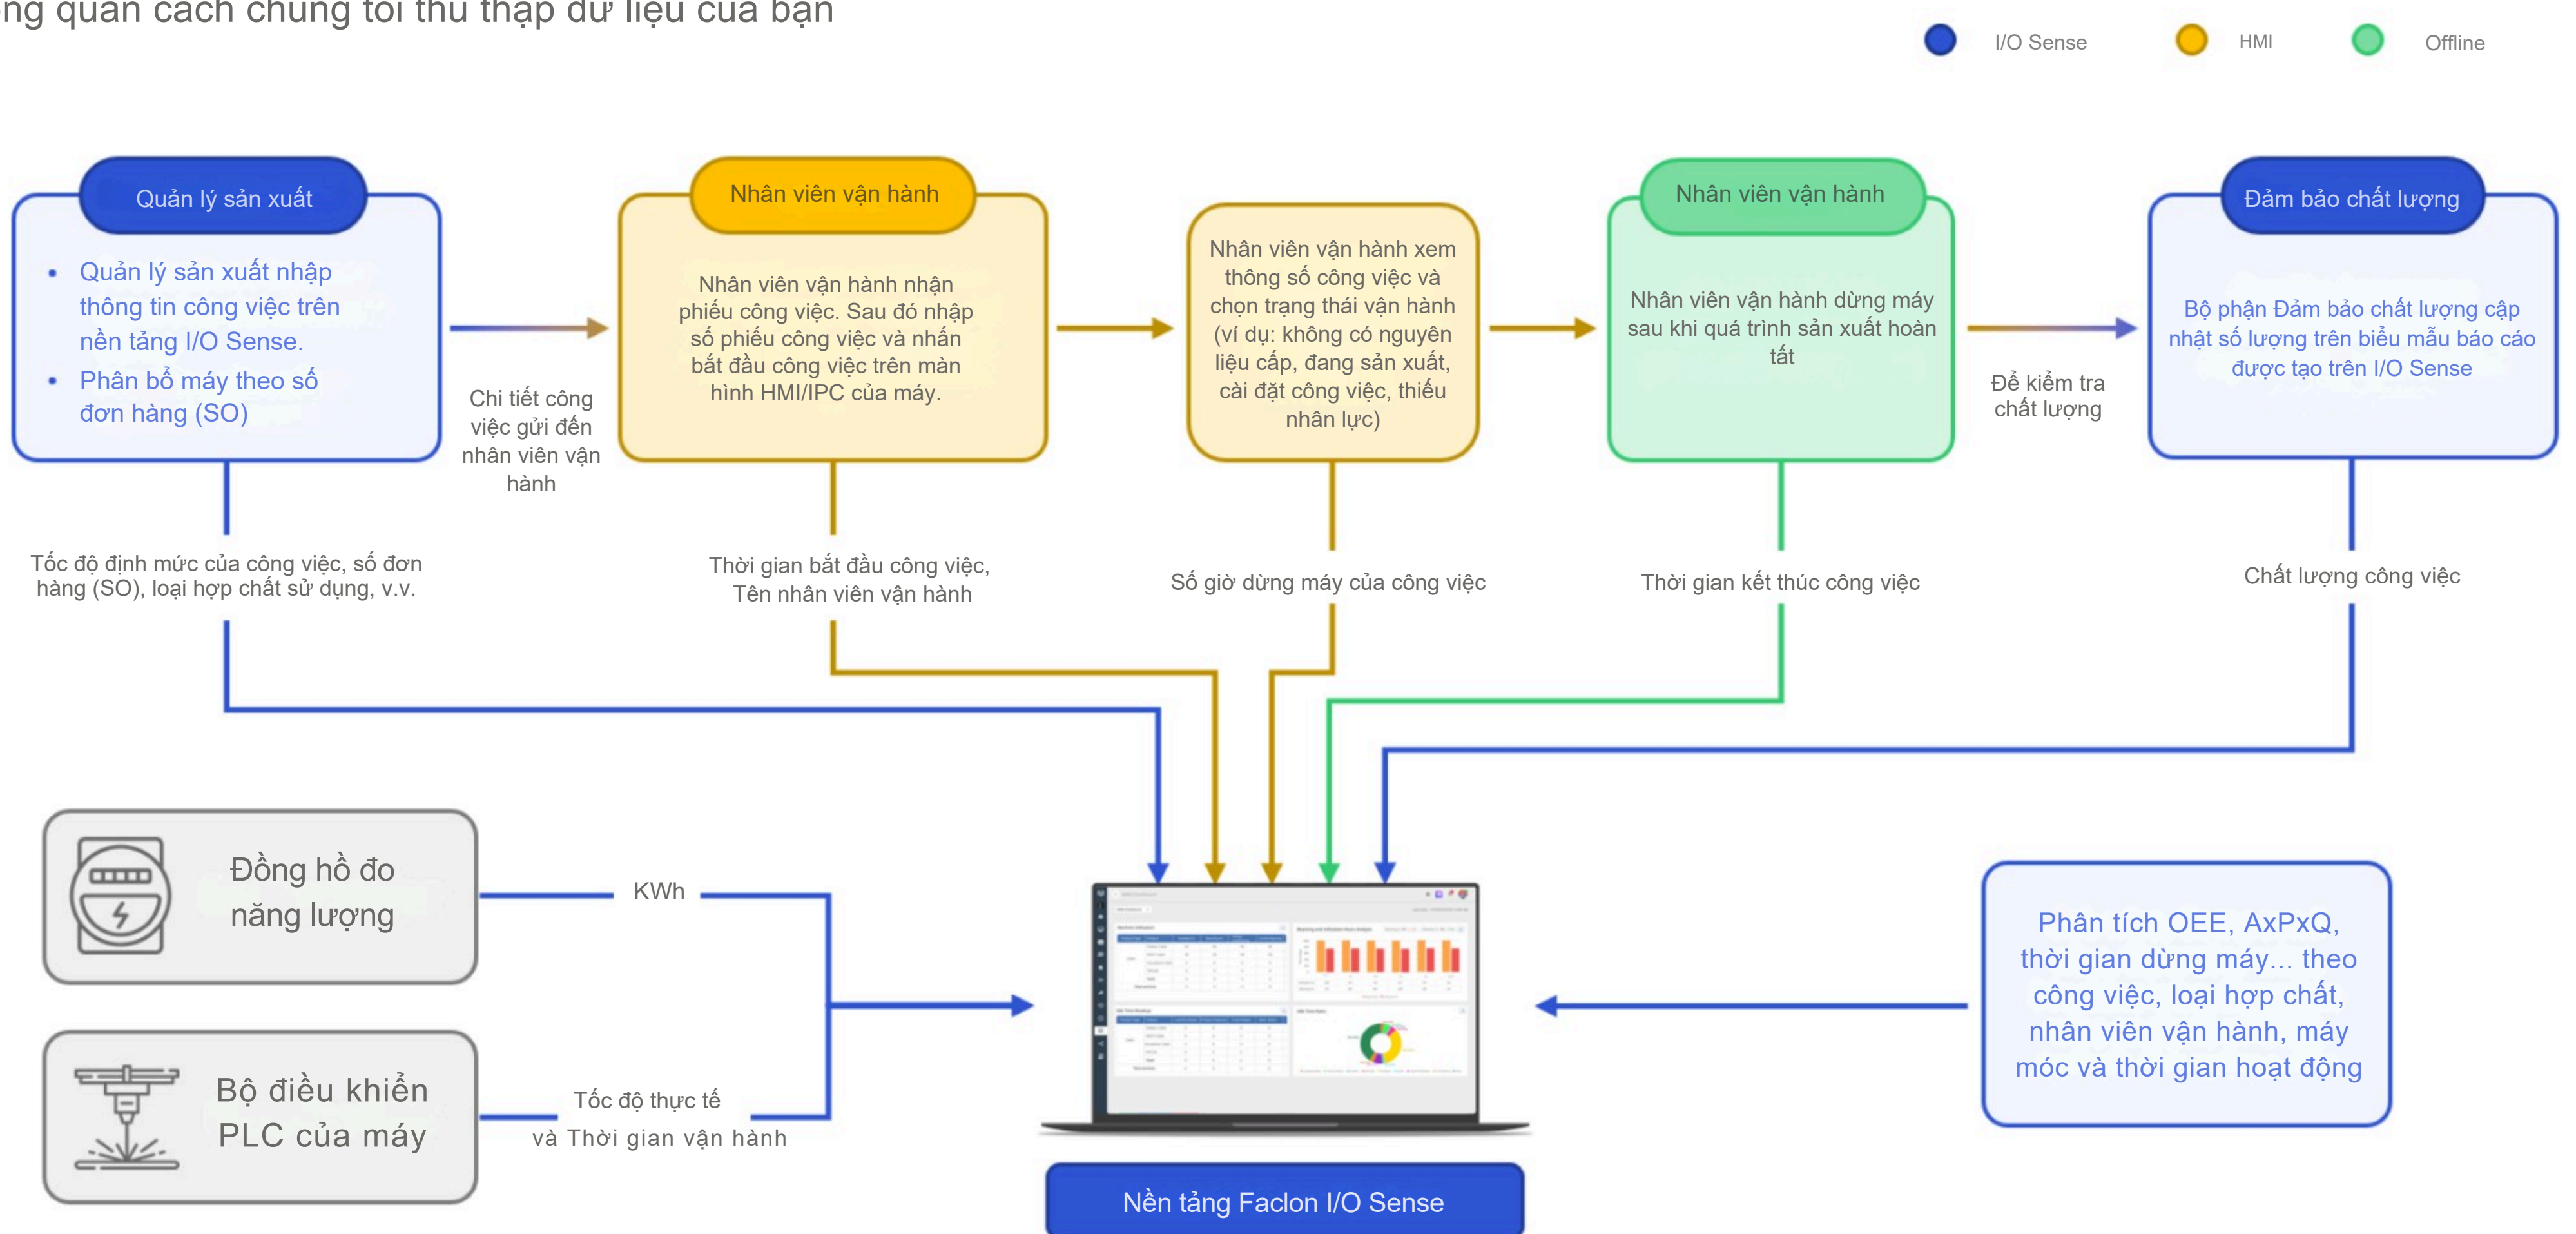 quan cách chúng tôi thu thập dữ liệu của bạn
I/O Sense
HMI
Offline
Quản lý sản xuất
• Quản lý sản xuất nhập
thông tin công việc trên
nền tảng I/O Sense.
• Phân bổ máy theo số
đơn hàng (SO)
Chi tiết công
việc gửi đến
nhân viên vận
hành
Nhân viên vận hành
Nhân viên vận hành nhận
phiếu công việc. Sau đó nhập
số phiếu công việc và nhấn
bắt đầu công việc trên màn
hình HMI/IPC của máy.
Nhân viên vận hành xem
thông số công việc và
chọn trạng thái vận hành
(ví dụ: không có nguyên
liệu cấp, đang sản xuất,
cài đặt công việc, thiếu
nhân lực)
Nhân viên vận hành
Nhân viên vận hành dừng máy
sau khi quá trình sản xuất hoàn
tất
Để kiểm tra
chất lượng
Đảm bảo chất lượng
Bộ phận Đảm bảo chất lượng cập
nhật số lượng trên biểu mẫu báo cáo
được tạo trên I/O Sense
Tốc độ định mức của công việc, số đơn
hàng (SO), loại hợp chất sử dụng, v.v.
Thời gian bắt đầu công việc,
Tên nhân viên vận hành
Số giờ dừng máy của công việc
Thời gian kết thúc công việc
Chất lượng công việc
Đồng hồ đo
năng lượng
KWh
Bộ điều khiển
PLC của máy
Tốc độ thực tế
và Thời gian vận hành
Phân tích OEE, AxPxQ,
thời gian dừng máy... theo
công việc, loại hợp chất,
nhân viên vận hành, máy
móc và thời gian hoạt động
Nền tảng Faclon I/O Sense